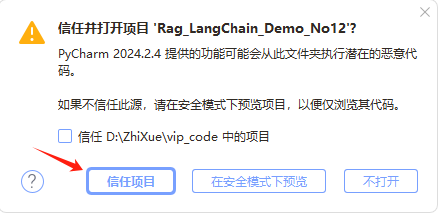 信任并打开项目 'Rag_LangChain_Demo_No12'?
PyCharm 2024.2.4 提供的功能可能会从此文件夹执行潜在的恶意代
码。
如果不信任此源，请在安全模式下预览项目，以便仅浏览其代码。
信任 D:\ZhiXue\vip_code 中的项目
? 信任项目 在安全模式下预览 不打开